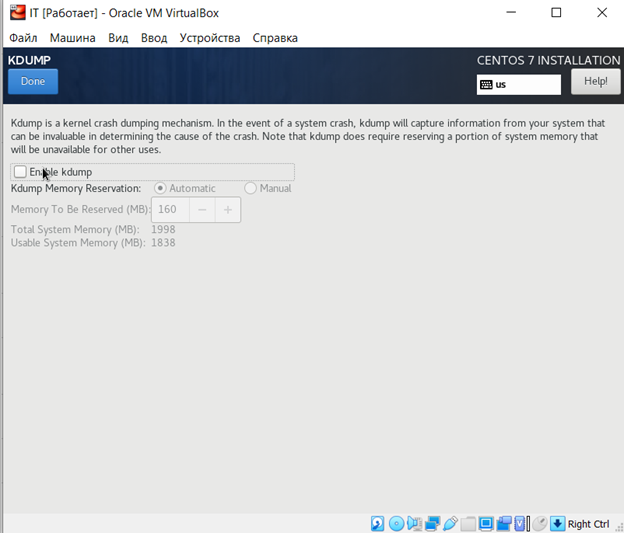 IT [Работает] - Oracle VM VirtualBox
Файл Машина Вид Ввод Устройства Справка
KDUMP
CENTOS 7 INSTALLATION
Done
us
Help!
Kdump is a kernel crash dumping mechanism. In the event of a system crash, kdump will capture information from your system that
can be invaluable in determining the cause of the crash. Note that kdump does require reserving a portion of system memory that
will be unavailable for other uses.
Enable kdump
Kdump Memory Reservation: Automatic Manual
Memory To Be Reserved (MB): 160 − +
Total System Memory (MB): 1998
Usable System Memory (MB): 1838
Right Ctrl